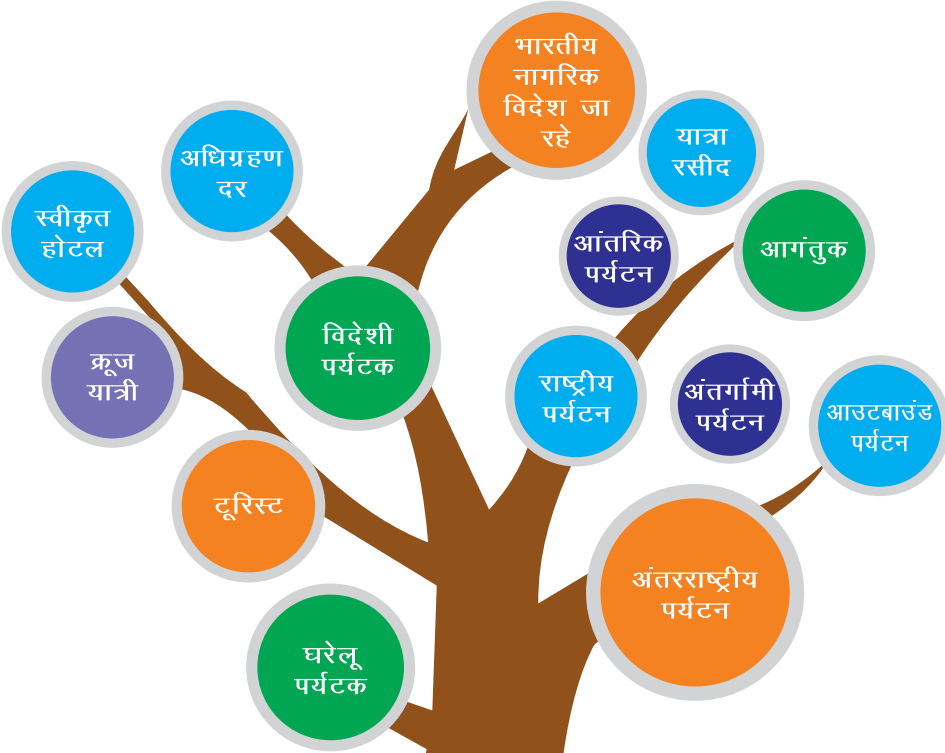 भारतीय
नागरिक
विदेश जा
रहे
यात्रा
रसीद
अधिग्रहण
दर
स्वीकृत
होटल
आंतरिक
पर्यटन
आगंतुक
विदेशी
पर्यटक
क्रूज
यात्री
राष्ट्रीय
पर्यटन
अंतर्गामी
पर्यटन
आउटबाउंड
पर्यटन
टूरिस्ट
अंतरराष्ट्रीय
पर्यटन
घरेलू
पर्यटक